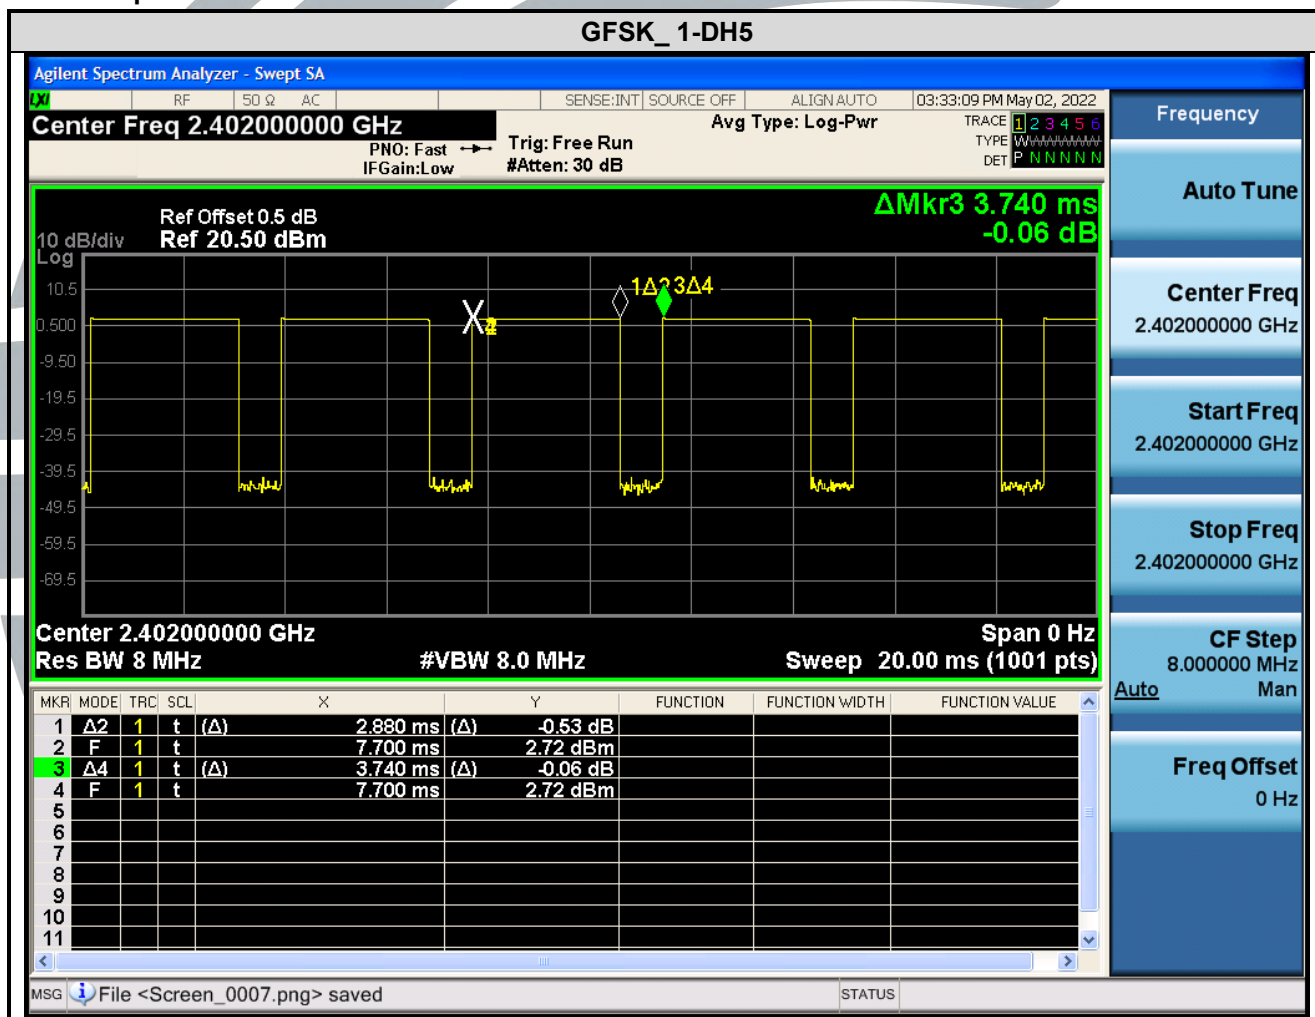 GFSK_ 1-DH5
Agilent Spectrum Analyzer - Swept SA
LXI RF 50 Ω AC SENSE:INT SOURCE OFF ALIGN AUTO 03:33:09 PM May 02, 2022
Center Freq 2.402000000 GHz
PNO: Fast
IFGain:Low
Trig: Free Run
#Atten: 30 dB
Avg Type: Log-Pwr
TRACE 1 2 3 4 5 6
TYPE
DET P N N N N N
ΔMkr3 3.740 ms
-0.06 dB
Ref Offset 0.5 dB
10 dB/div Ref 20.50 dBm
Log
10.5
0.500
-9.50
-19.5
-29.5
-39.5
-49.5
-59.5
-69.5
X 1Δ2 3Δ4
Center 2.402000000 GHz Span 0 Hz
Res BW 8 MHz #VBW 8.0 MHz Sweep 20.00 ms (1001 pts)
MKR MODE TRC SCL X Y FUNCTION FUNCTION WIDTH FUNCTION VALUE
1 Δ2 1 t (Δ) 2.880 ms (Δ) -0.53 dB
2 F 1 t 7.700 ms 2.72 dBm
3 Δ4 1 t (Δ) 3.740 ms (Δ) -0.06 dB
4 F 1 t 7.700 ms 2.72 dBm
5
6
7
8
9
10
11
MSG File <Screen_0007.png> saved STATUS
Frequency
Auto Tune
Center Freq
2.402000000 GHz
Start Freq
2.402000000 GHz
Stop Freq
2.402000000 GHz
CF Step
8.000000 MHz
Auto Man
Freq Offset
0 Hz